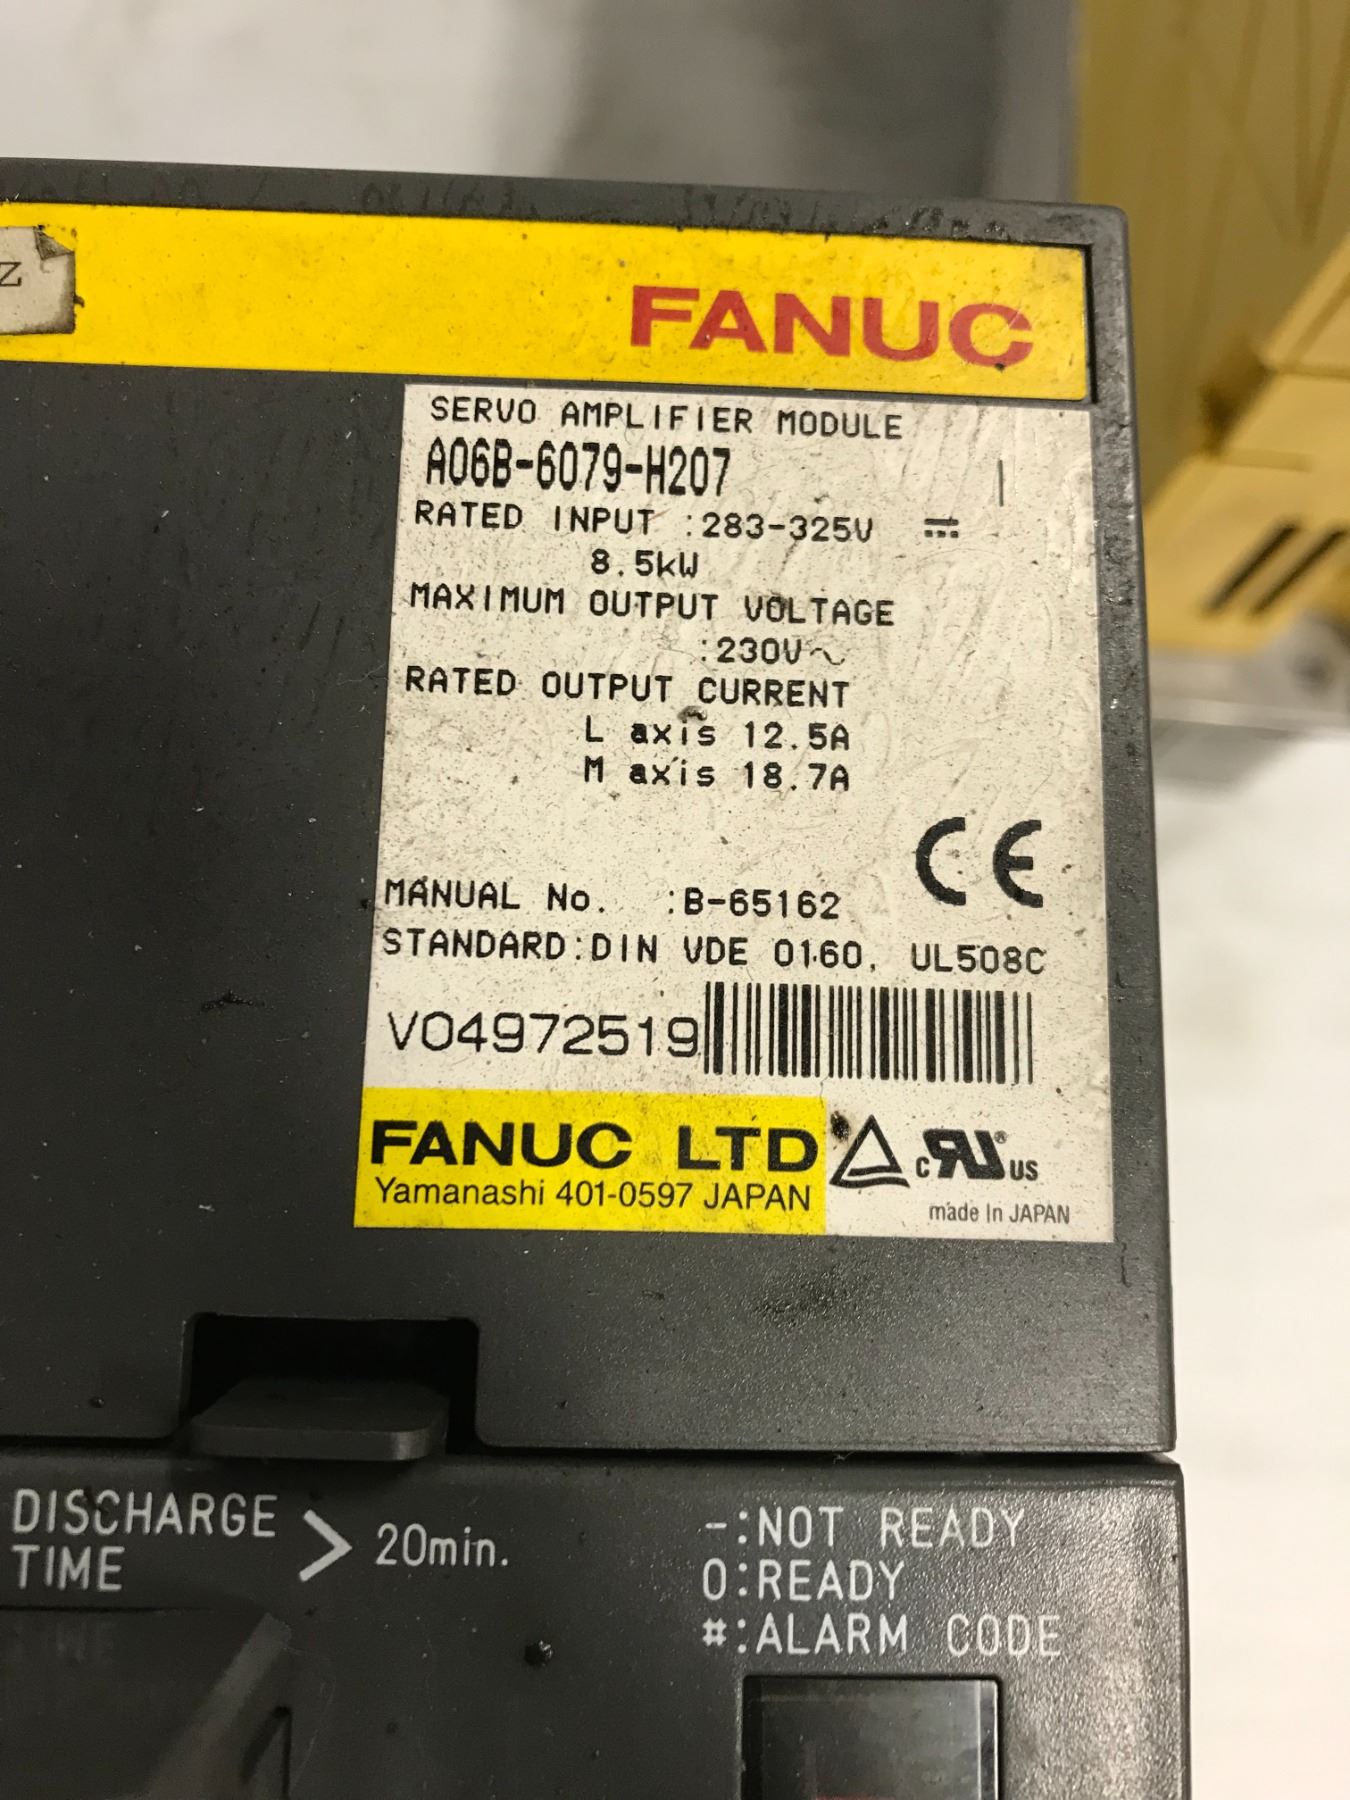 Z
FANUC
SERVO AMPLIFIER MODULE
A06B-6079-H207
RATED INPUT :283-325V ⎓
8.5kW
MAXIMUM OUTPUT VOLTAGE
:230V~
RATED OUTPUT CURRENT
L axis 12.5A
M axis 18.7A
CE
MANUAL No. :B-65162
STANDARD:DIN VDE 0160, UL508C
V04972519
FANUC LTD
Yamanashi 401-0597 JAPAN
c RU ® US
made In JAPAN
DISCHARGE TIME > 20min.
-:NOT READY
0:READY
#:ALARM CODE